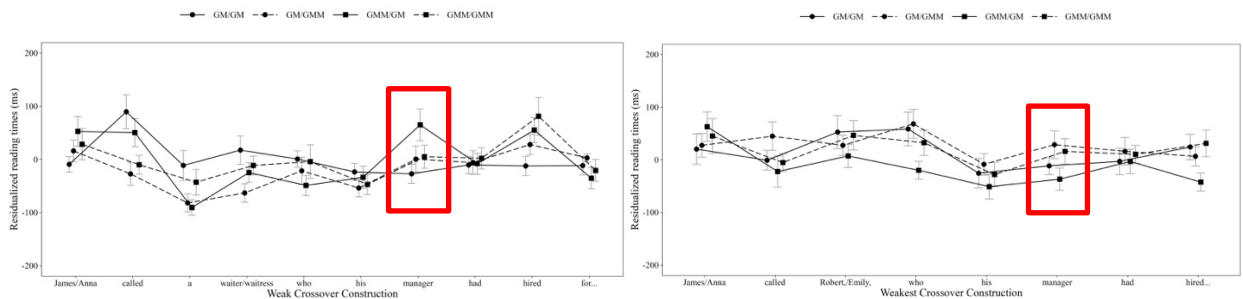 GM/GM GM/GMM GMM/GM GMM/GMM
Residualized reading times (ms)
200
100
0
-100
-200
James/Anna called a waiter/waitress who his manager had hired for...
Weak Crossover Construction
GM/GM GM/GMM GMM/GM GMM/GMM
Residualized reading times (ms)
200
100
0
-100
-200
James/Anna called Robert,/Emily, who his manager had hired...
Weakest Crossover Construction